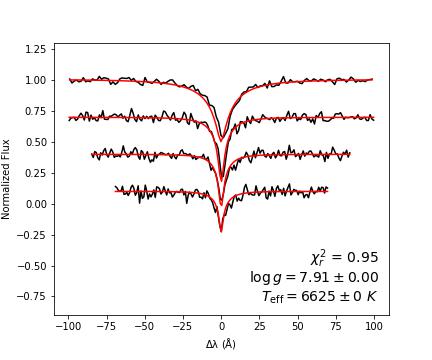 1.25
1.00
0.75
0.50
0.25
0.00
−0.25
−0.50
−0.75
Normalized Flux
χ²ᵣ = 0.95
log g = 7.91 ± 0.00
T_eff = 6625 ± 0 K
−100 −75 −50 −25 0 25 50 75 100
Δλ (Å)